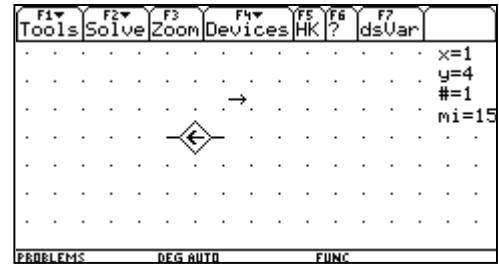 F1▼ F2▼ F3 F4▼ F5 F6 F7
Tools Solve Zoom Devices HK ? dsVar
x=1
y=4
#=1
mi=15
PROBLEMS DEG AUTO FUNC